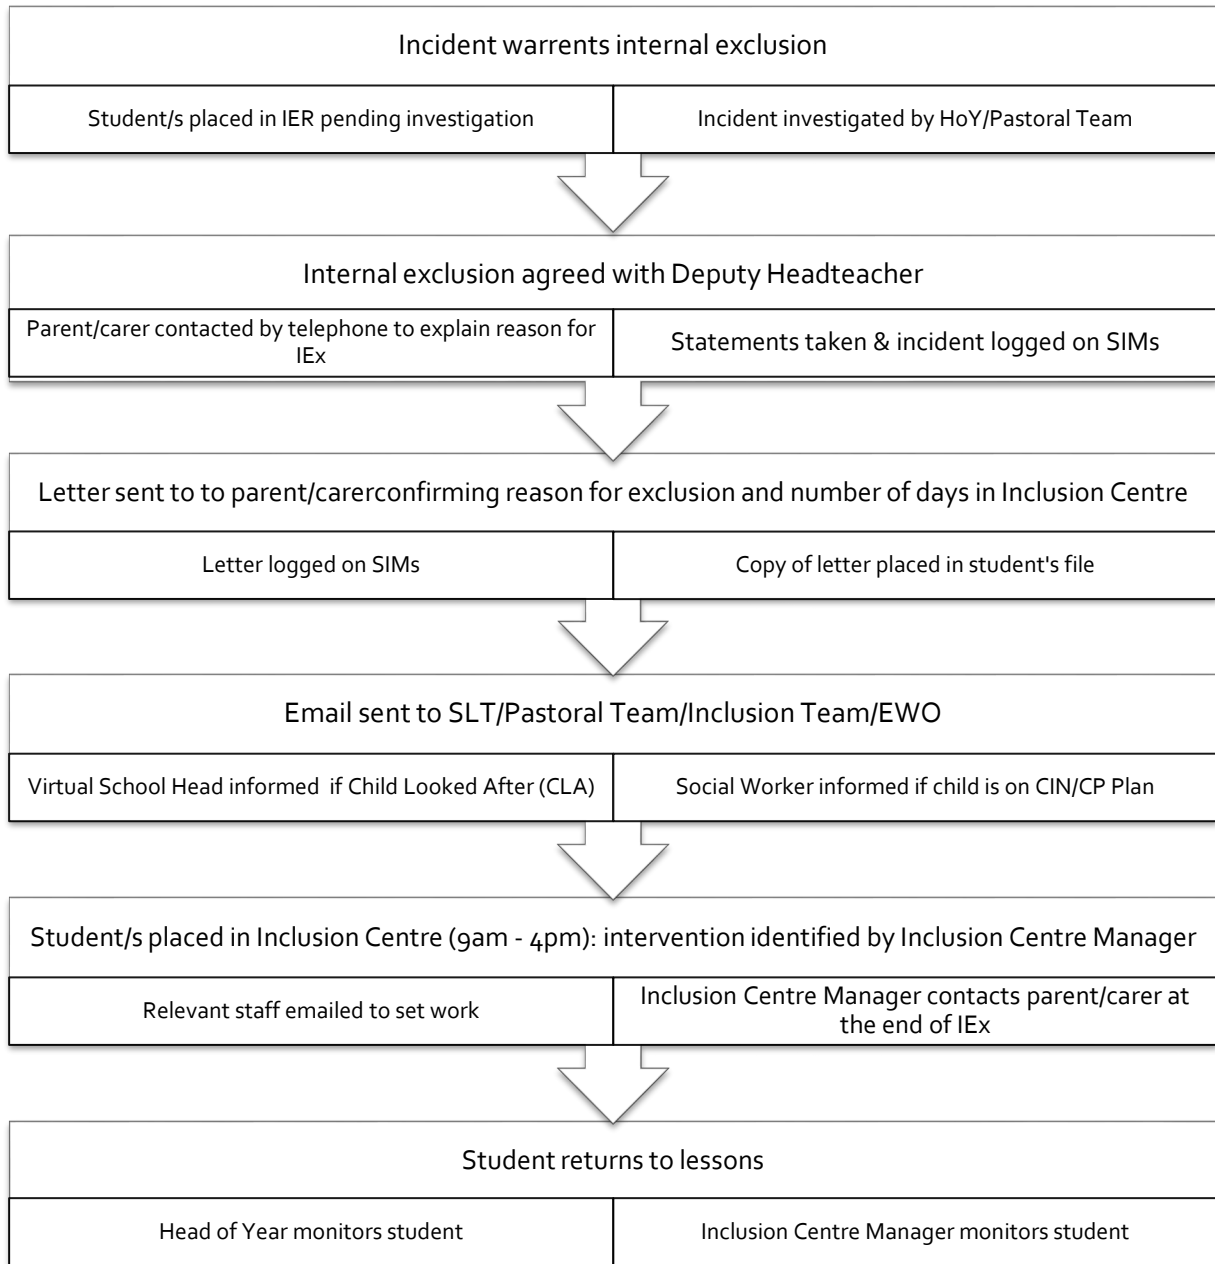 Incident warrents internal exclusion
Student/s placed in IER pending investigation
Incident investigated by HoY/Pastoral Team
Internal exclusion agreed with Deputy Headteacher
Parent/carer contacted by telephone to explain reason for
IEx
Statements taken & incident logged on SIMs
Letter sent to to parent/carerconfirming reason for exclusion and number of days in Inclusion Centre
Letter logged on SIMs
Copy of letter placed in student's file
Email sent to SLT/Pastoral Team/Inclusion Team/EWO
Virtual School Head informed  if Child Looked After (CLA)
Social Worker informed if child is on CIN/CP Plan
Student/s placed in Inclusion Centre (9am - 4pm): intervention identified by Inclusion Centre Manager
Relevant staff emailed to set work
Inclusion Centre Manager contacts parent/carer at
the end of IEx
Student returns to lessons
Head of Year monitors student
Inclusion Centre Manager monitors student